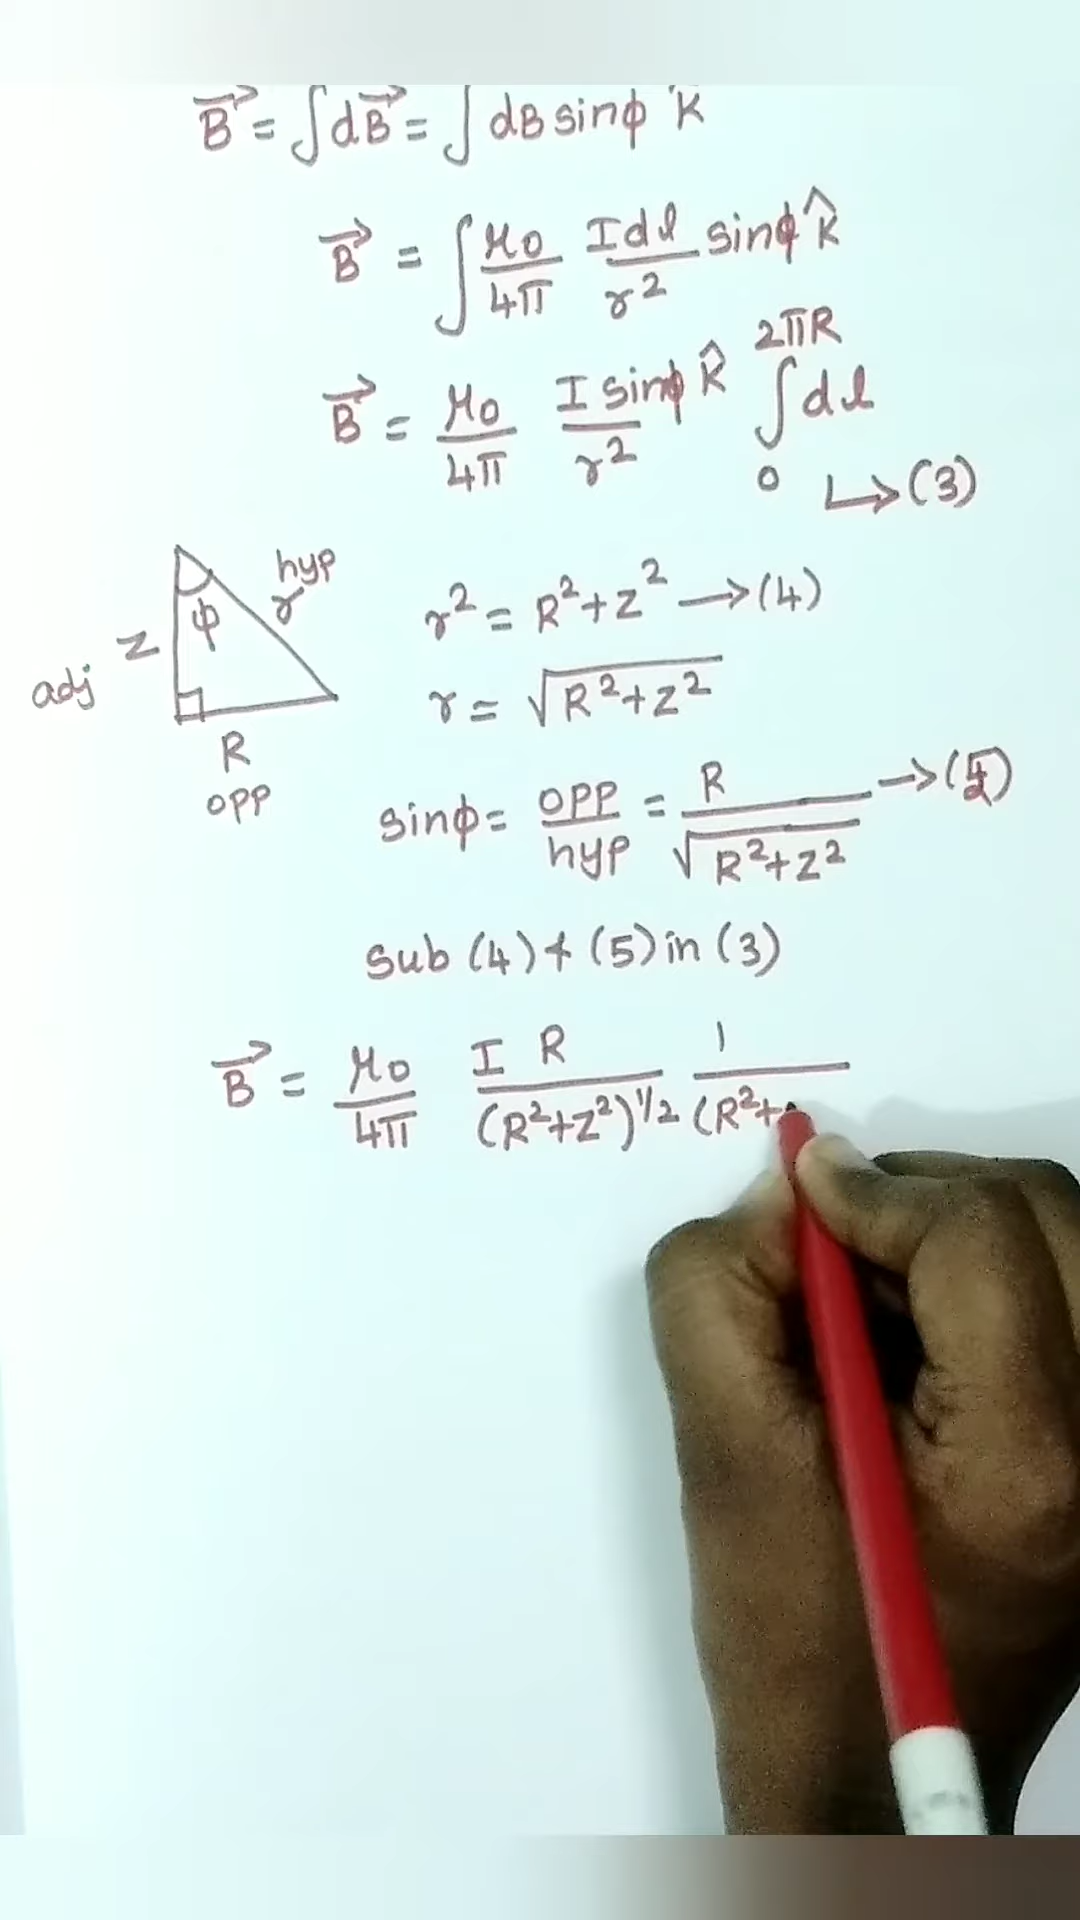 B⃗ = ∫dB⃗ = ∫ dB sinϕ K̂
B⃗ = ∫ μ0/4π Idl/r² sinϕ K̂
B⃗ = μ0/4π I sinϕ/r² K̂ ∫₀^2πR dl
↳(3)
hyp
r
ϕ
Z
adj
R
opp
r² = R²+Z² →(4)
r = √R²+Z²
sinϕ = opp/hyp = R/√R²+Z² →(5)
sub (4) & (5) in (3)
B⃗ = μ0/4π I R/(R²+Z²)^1/2 1/(R²+